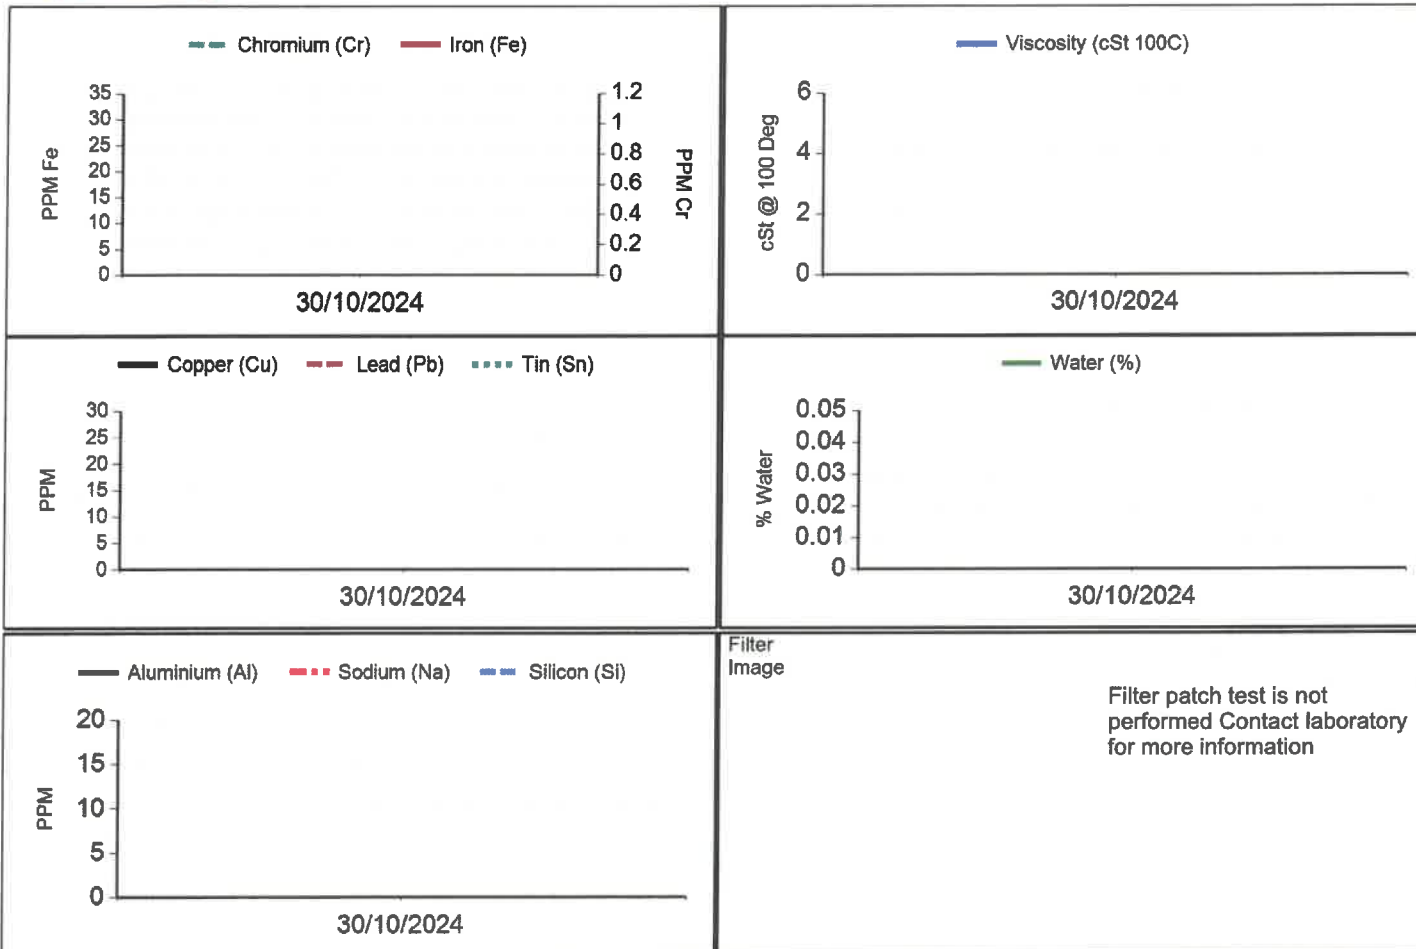 Chromium (Cr) Iron (Fe)
35
30
25
20
15
10
5
0
PPM Fe
1.2
1
0.8
0.6
0.4
0.2
0
PPM Cr
30/10/2024
Viscosity (cSt 100C)
6
4
2
0
cSt @ 100 Deg
30/10/2024
Copper (Cu) Lead (Pb) Tin (Sn)
30
25
20
15
10
5
0
PPM
30/10/2024
Water (%)
0.05
0.04
0.03
0.02
0.01
0
% Water
30/10/2024
Aluminium (Al) Sodium (Na) Silicon (Si)
20
15
10
5
0
PPM
30/10/2024
Filter
Image
Filter patch test is not
performed Contact laboratory
for more information